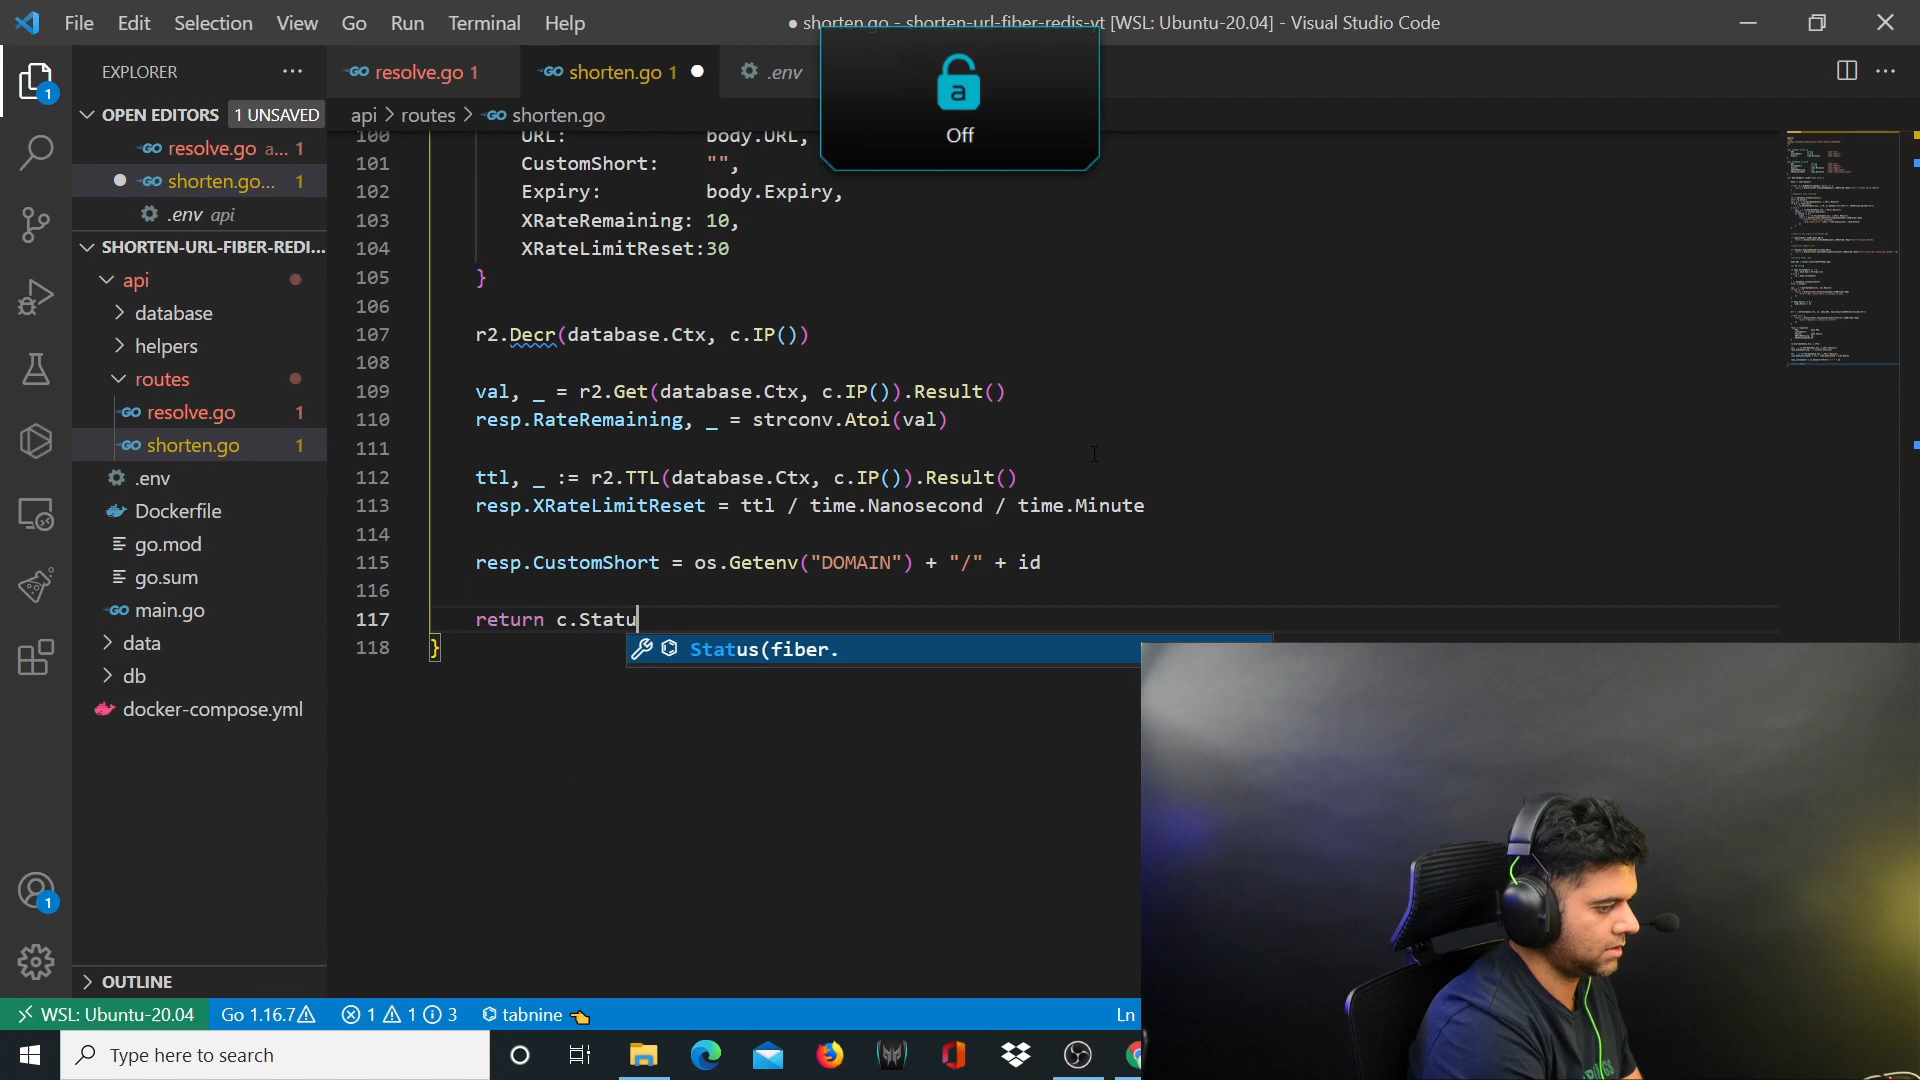 File Edit Selection View Go Run Terminal Help
● shorten.go - shorten-url-fiber-redis-yt [WSL: Ubuntu-20.04] - Visual Studio Code
a
Off
EXPLORER
OPEN EDITORS 1 UNSAVED
resolve.go a... 1
shorten.go... 1
.env api
SHORTEN-URL-FIBER-REDI...
api
database
helpers
routes
resolve.go 1
shorten.go 1
.env
Dockerfile
go.mod
go.sum
main.go
data
db
docker-compose.yml
OUTLINE
resolve.go 1
shorten.go 1 ●
.env
api > routes > shorten.go
100 URL: body.URL,
101 CustomShort: "",
102 Expiry: body.Expiry,
103 XRateRemaining: 10,
104 XRateLimitReset:30
105 }
106
107 r2.Decr(database.Ctx, c.IP())
108
109 val, _ = r2.Get(database.Ctx, c.IP()).Result()
110 resp.RateRemaining, _ = strconv.Atoi(val)
111
112 ttl, _ := r2.TTL(database.Ctx, c.IP()).Result()
113 resp.XRateLimitReset = ttl / time.Nanosecond / time.Minute
114
115 resp.CustomShort = os.Getenv("DOMAIN") + "/" + id
116
117 return c.Statu
118 }
Status(fiber.
1
1
WSL: Ubuntu-20.04 Go 1.16.7 1 1 3 tabnine Ln
Type here to search